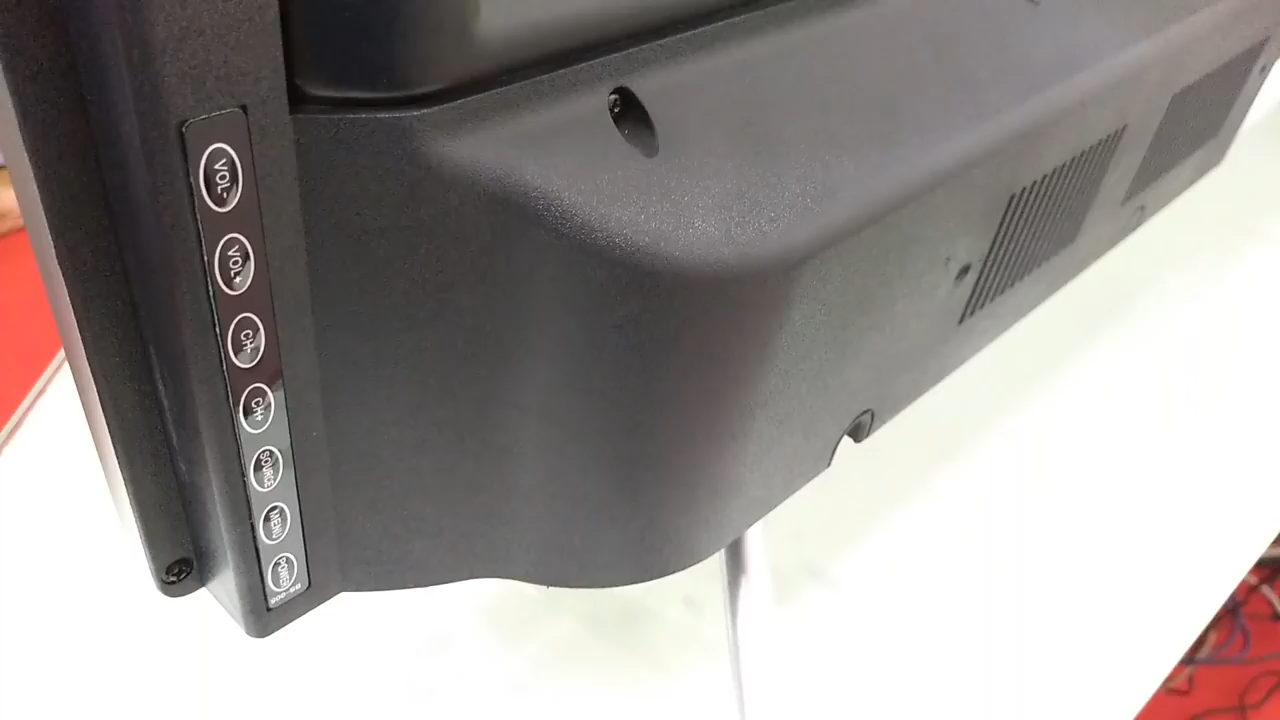 VOL-
VOL+
CH-
CH+
SOURCE
MENU
POWER